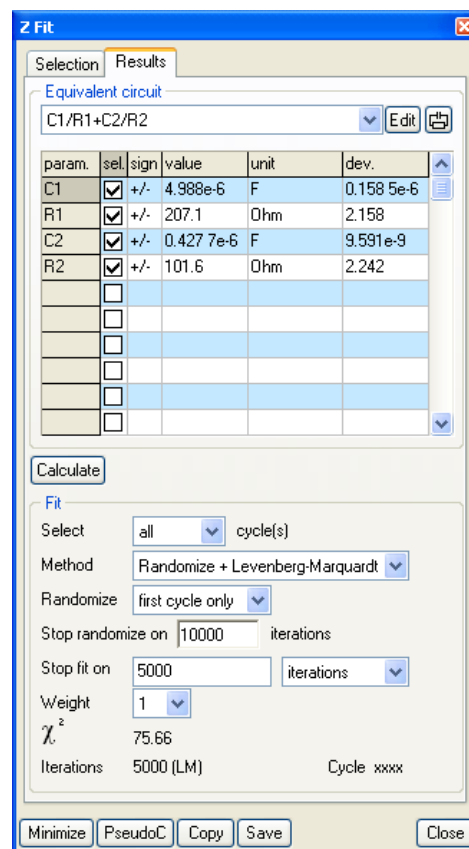 Z Fit
Selection Results
Equivalent circuit
C1/R1+C2/R2 Edit
param. sel. sign value unit dev.
C1 +/- 4.988e-6 F 0.158 5e-6
R1 +/- 207.1 Ohm 2.158
C2 +/- 0.427 7e-6 F 9.591e-9
R2 +/- 101.6 Ohm 2.242
Calculate
Fit
Select all cycle(s)
Method Randomize + Levenberg-Marquardt
Randomize first cycle only
Stop randomize on 10000 iterations
Stop fit on 5000 iterations
Weight 1
χ² 75.66
Iterations 5000 (LM) Cycle xxxx
Minimize PseudoC Copy Save Close